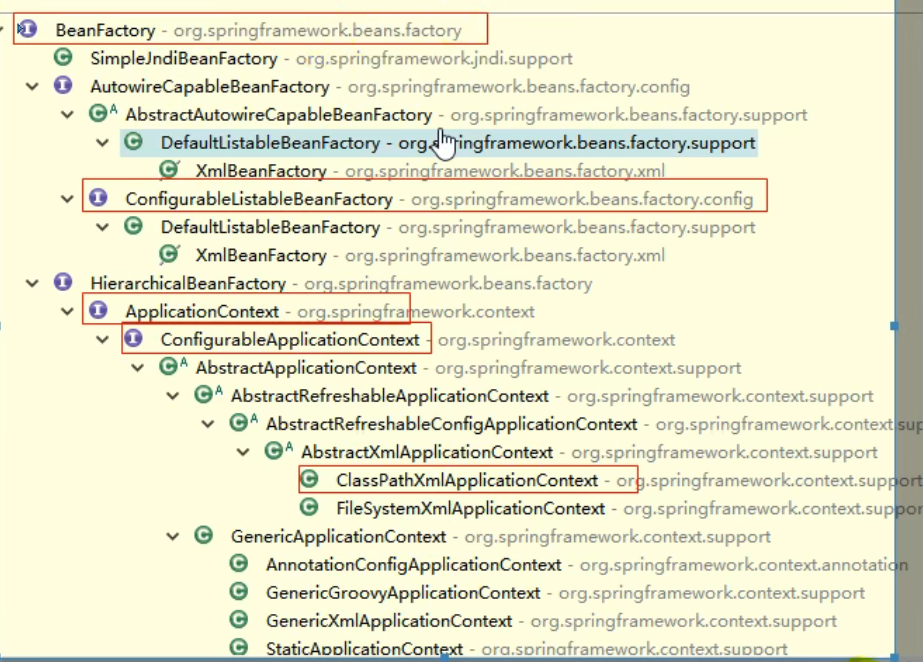 BeanFactory - org.springframework.beans.factory
SimpleJndiBeanFactory - org.springframework.jndi.support
AutowireCapableBeanFactory - org.springframework.beans.factory.config
AbstractAutowireCapableBeanFactory - org.springframework.beans.factory.support
DefaultListableBeanFactory - org.springframework.beans.factory.support
XmlBeanFactory - org.springframework.beans.factory.xml
ConfigurableListableBeanFactory - org.springframework.beans.factory.config
DefaultListableBeanFactory - org.springframework.beans.factory.support
XmlBeanFactory - org.springframework.beans.factory.xml
HierarchicalBeanFactory - org.springframework.beans.factory
ApplicationContext - org.springframework.context
ConfigurableApplicationContext - org.springframework.context
AbstractApplicationContext - org.springframework.context.support
AbstractRefreshableApplicationContext - org.springframework.context.support
AbstractRefreshableConfigApplicationContext - org.springframework.context.sup
AbstractXmlApplicationContext - org.springframework.context.support
ClassPathXmlApplicationContext - org.springframework.context.support
FileSystemXmlApplicationContext - org.springframework.context.suppor
GenericApplicationContext - org.springframework.context.support
AnnotationConfigApplicationContext - org.springframework.context.annotation
GenericGroovyApplicationContext - org.springframework.context.support
GenericXmlApplicationContext - org.springframework.context.support
StaticApplicationContext - org.springframework.context.support